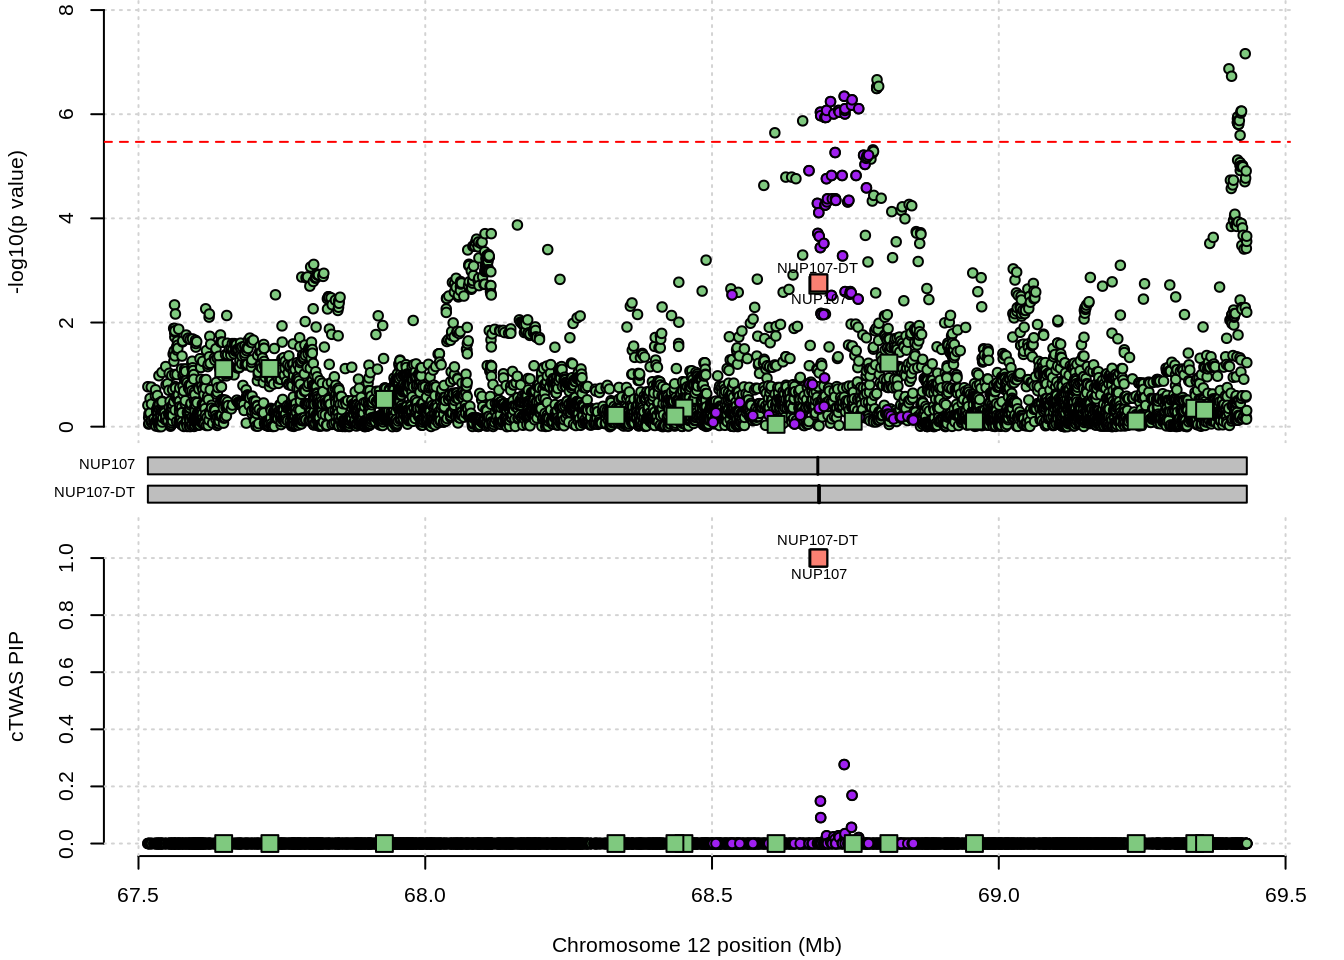 8
6
4
2
0
-log10(p value)
NUP107-DT
NUP107
NUP107
NUP107-DT
NUP107-DT
NUP107
1.0
0.8
0.6
0.4
0.2
0.0
cTWAS PIP
67.5 68.0 68.5 69.0 69.5
Chromosome 12 position (Mb)